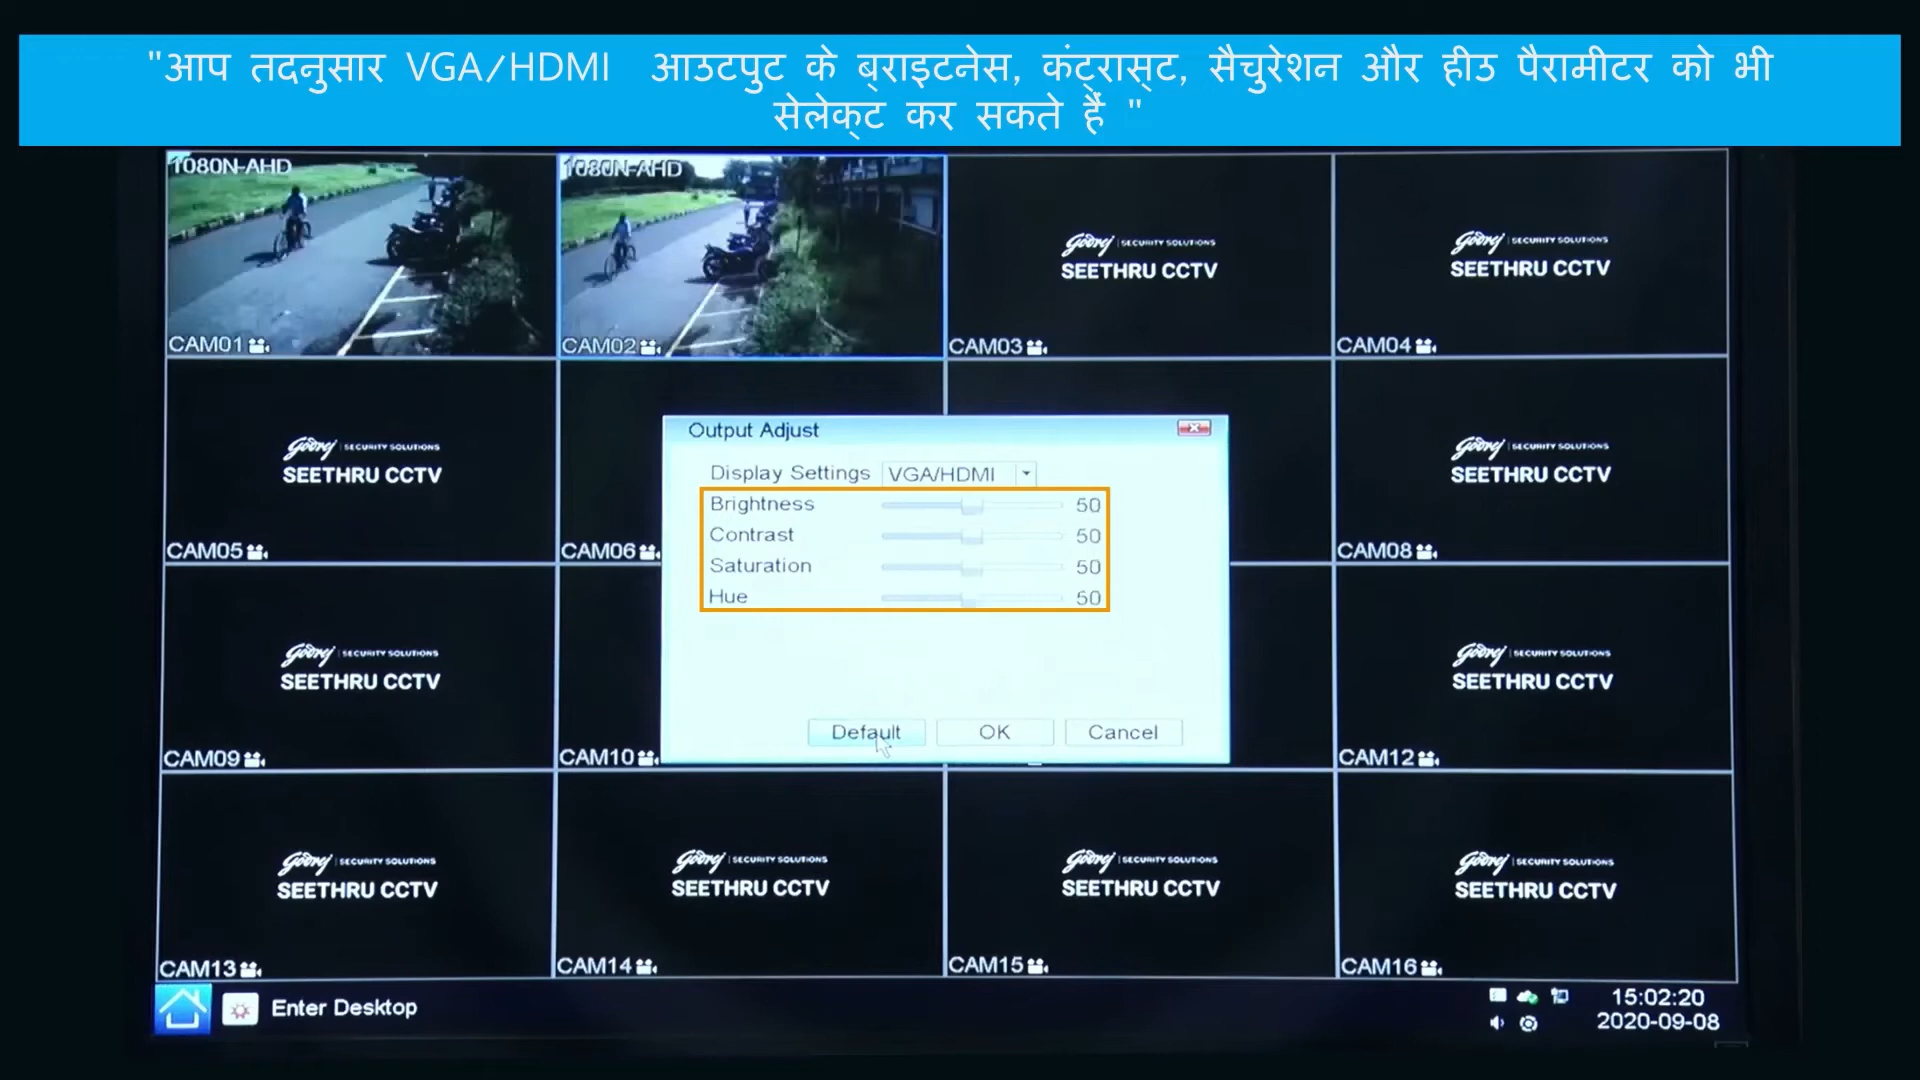 "आप तदनुसार VGA/HDMI आउटपुट के ब्राइटनेस, कंट्रास्ट, सैचुरेशन और हीउ पैरामीटर को भी
सेलेक्ट कर सकते हैं "
1080N-AHD
1080N-AHD
Godrej | SECURITY SOLUTIONS
SEETHRU CCTV
Godrej | SECURITY SOLUTIONS
SEETHRU CCTV
CAM01
CAM02
CAM03
CAM04
Godrej | SECURITY SOLUTIONS
SEETHRU CCTV
Godrej | SECURITY SOLUTIONS
SEETHRU CCTV
CAM05
CAM06
CAM08
Output Adjust
Display Settings VGA/HDMI
Brightness 50
Contrast 50
Saturation 50
Hue 50
Default OK Cancel
Godrej | SECURITY SOLUTIONS
SEETHRU CCTV
Godrej | SECURITY SOLUTIONS
SEETHRU CCTV
CAM09
CAM10
CAM12
Godrej | SECURITY SOLUTIONS
SEETHRU CCTV
Godrej | SECURITY SOLUTIONS
SEETHRU CCTV
Godrej | SECURITY SOLUTIONS
SEETHRU CCTV
Godrej | SECURITY SOLUTIONS
SEETHRU CCTV
CAM13
CAM14
CAM15
CAM16
Enter Desktop
15:02:20
2020-09-08